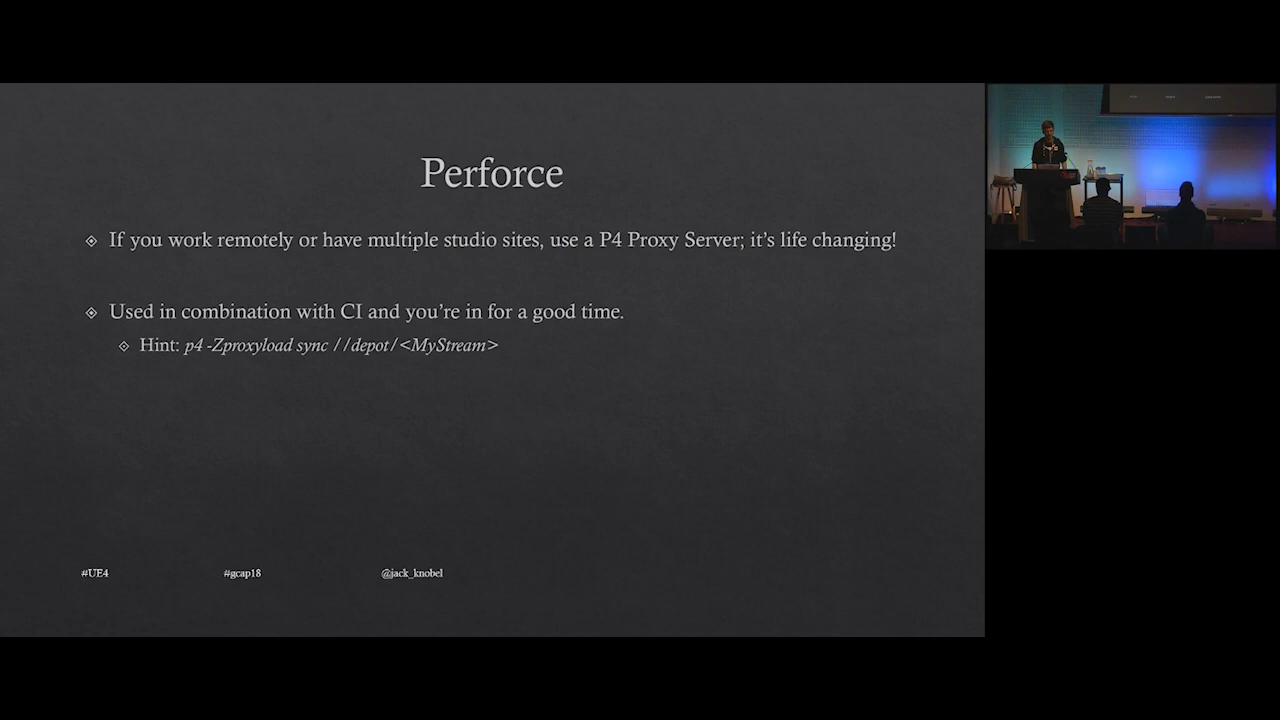 Perforce
If you work remotely or have multiple studio sites, use a P4 Proxy Server; it's life changing!
Used in combination with CI and you're in for a good time.
Hint: p4 -Zproxyload sync //depot/<MyStream>
#UE4
#gcap18
@jack_knobel